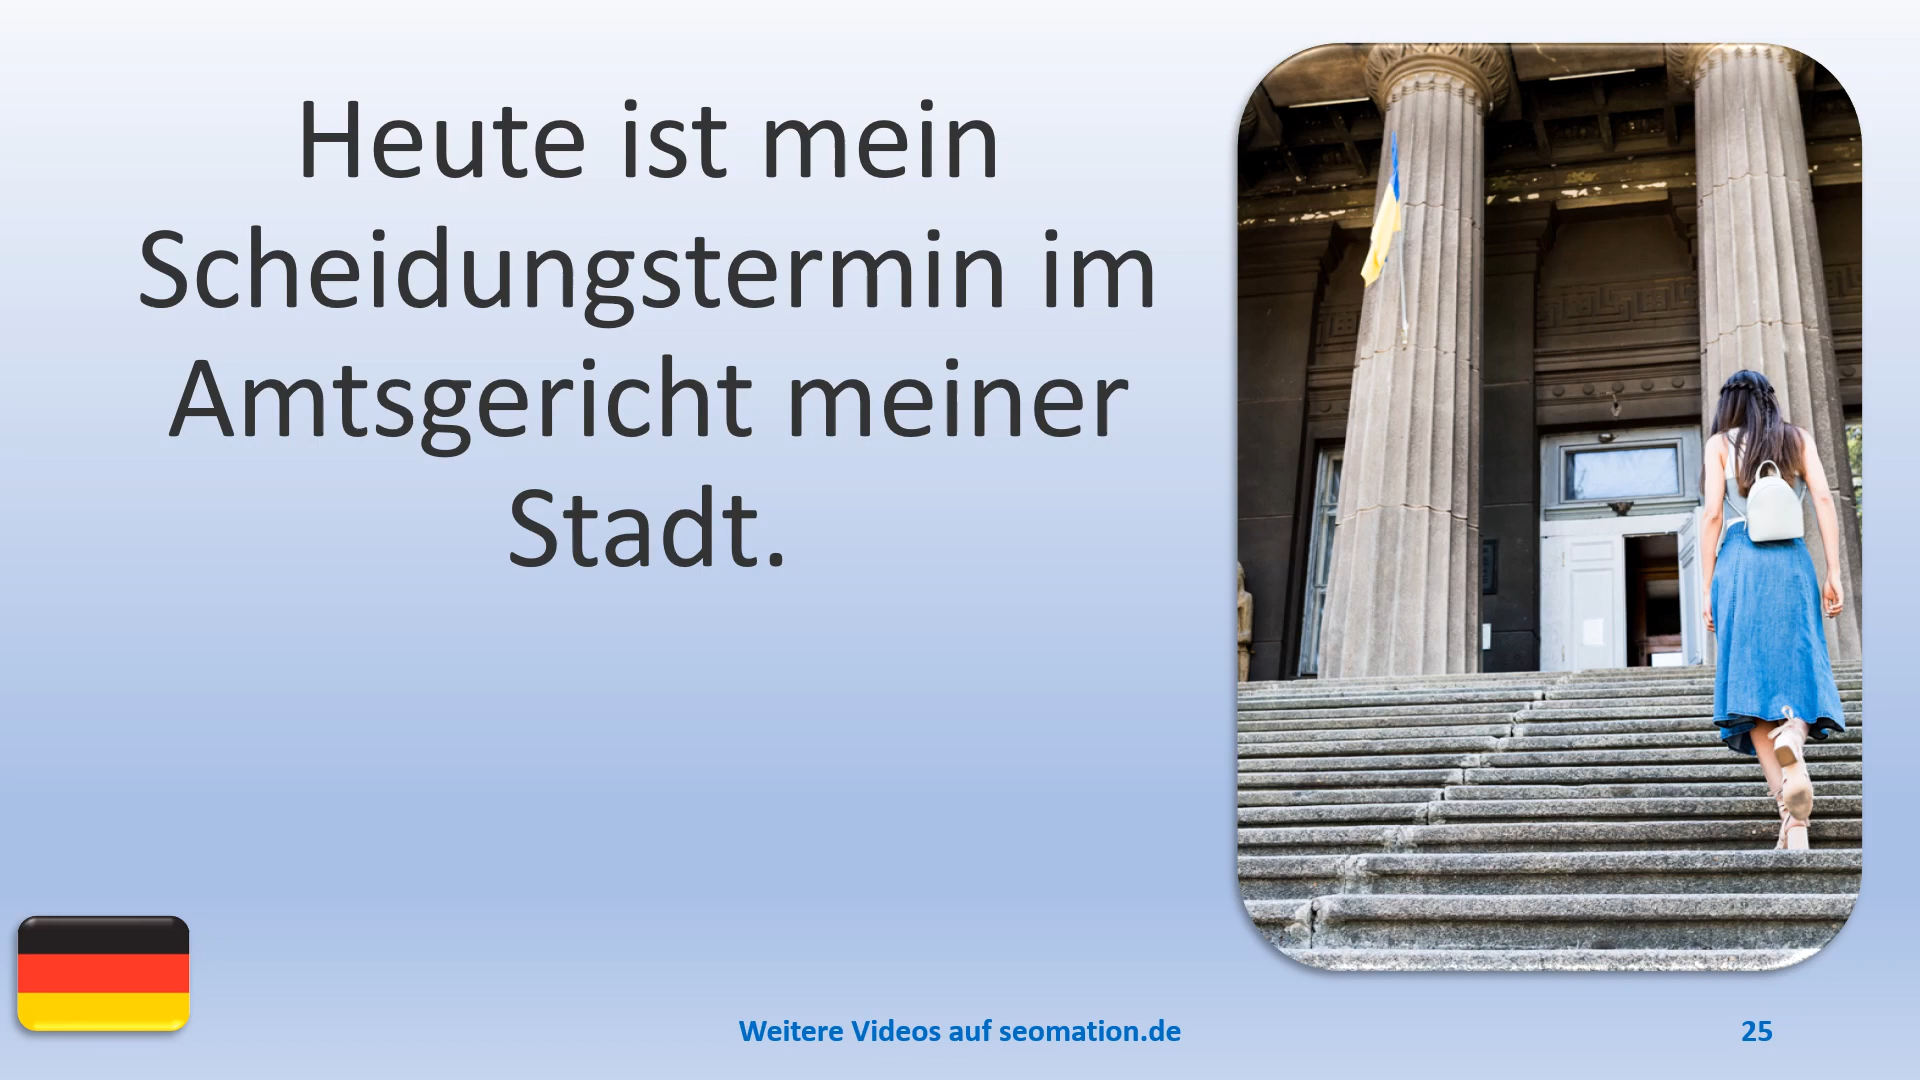 Heute ist mein
Scheidungstermin im
Amtsgericht meiner
Stadt.
Weitere Videos auf seomation.de
25